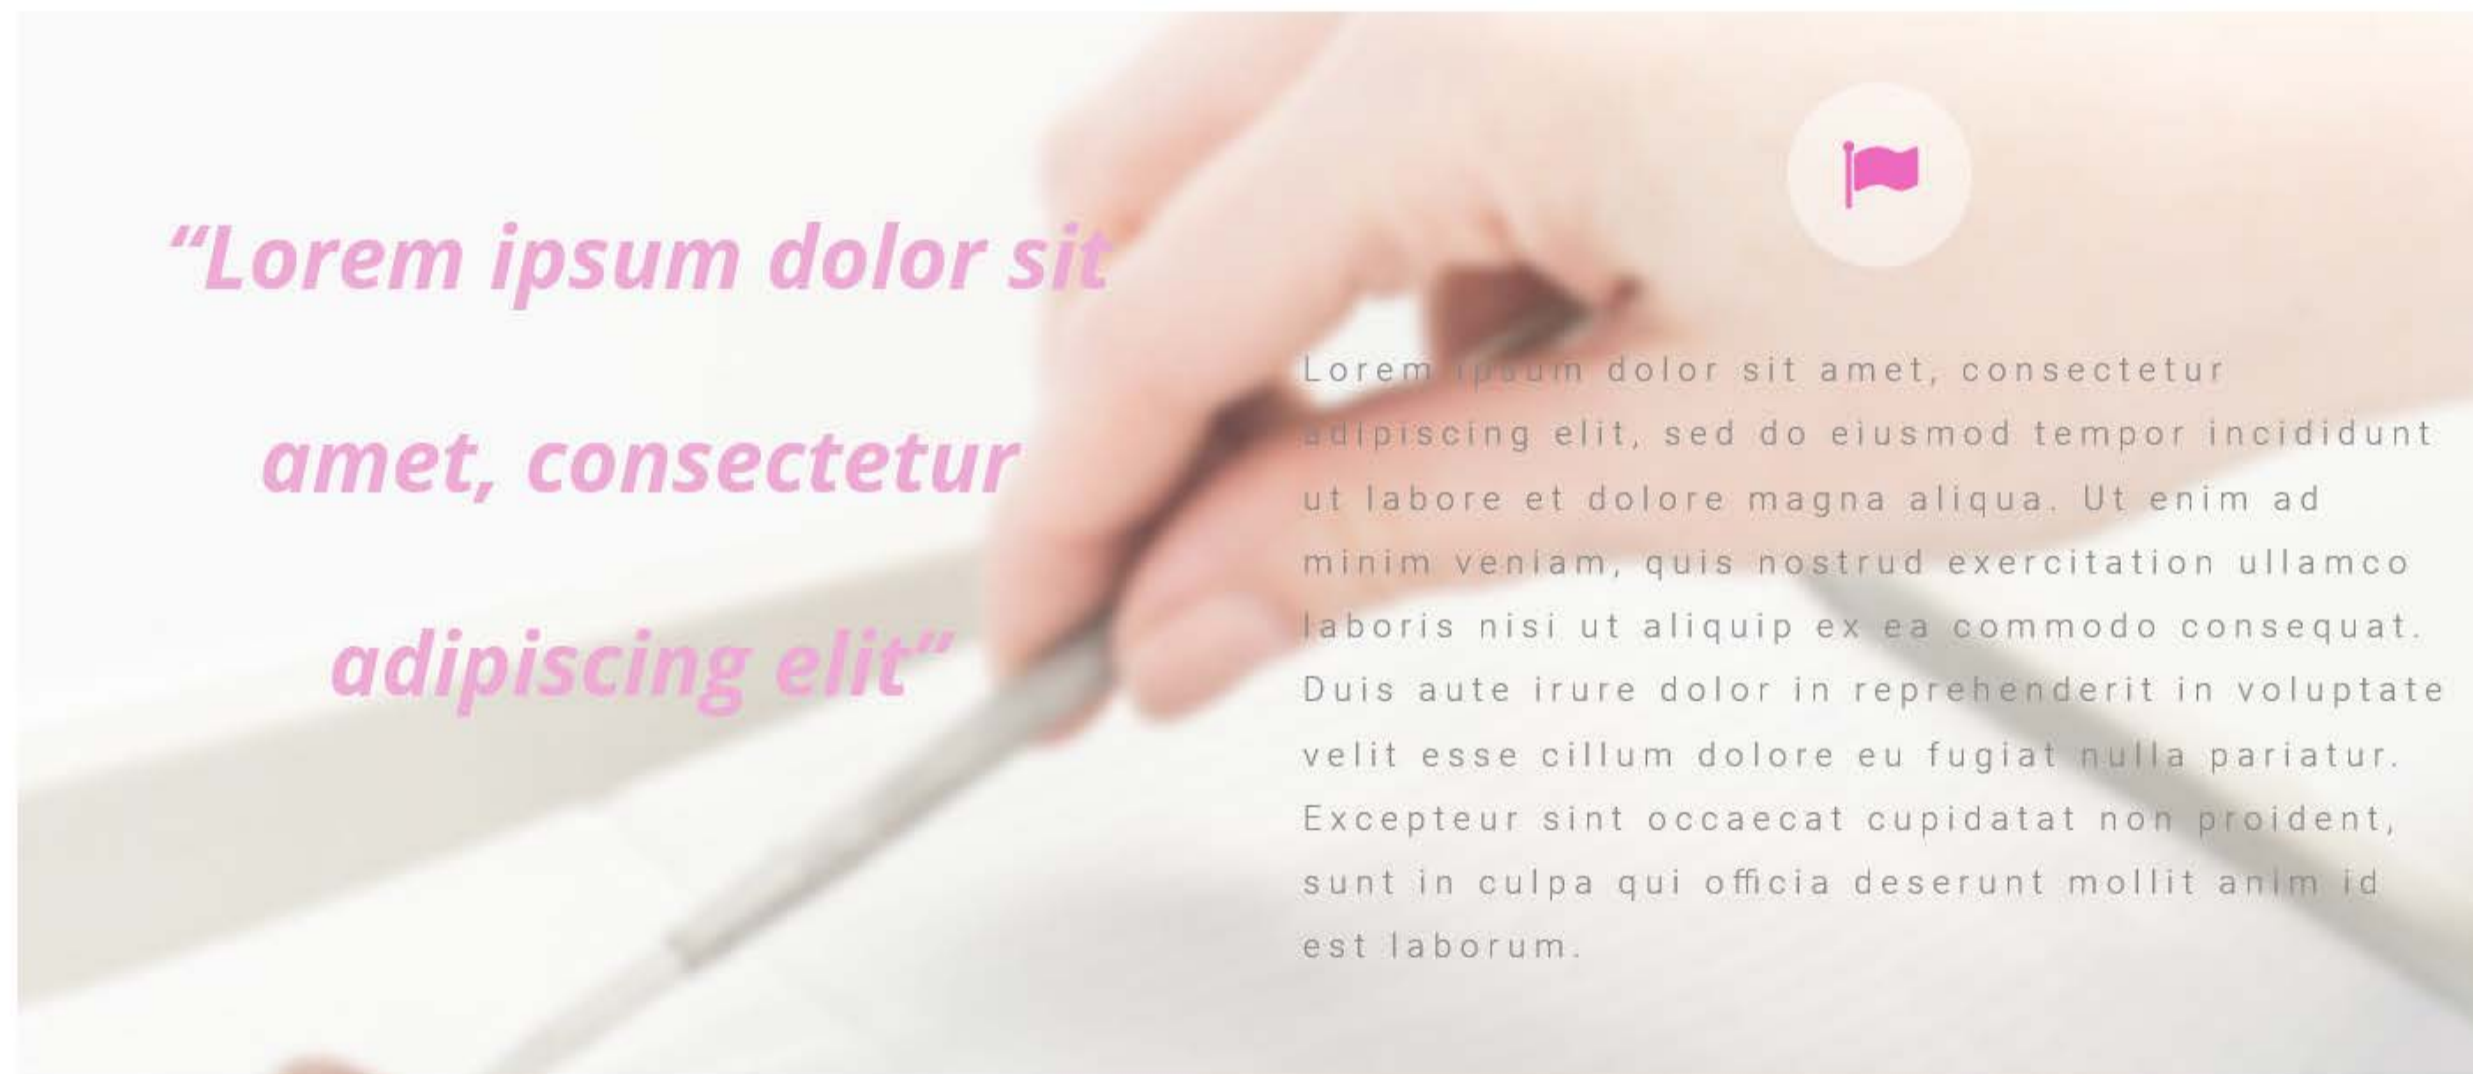 “Lorem ipsum dolor sit
amet, consectetur
adipiscing elit”
Lorem ipsum dolor sit amet, consectetur
adipiscing elit, sed do eiusmod tempor incididunt
ut labore et dolore magna aliqua. Ut enim ad
minim veniam, quis nostrud exercitation ullamco
laboris nisi ut aliquip ex ea commodo consequat.
Duis aute irure dolor in reprehenderit in voluptate
velit esse cillum dolore eu fugiat nulla pariatur.
Excepteur sint occaecat cupidatat non proident,
sunt in culpa qui officia deserunt mollit anim id
est laborum.